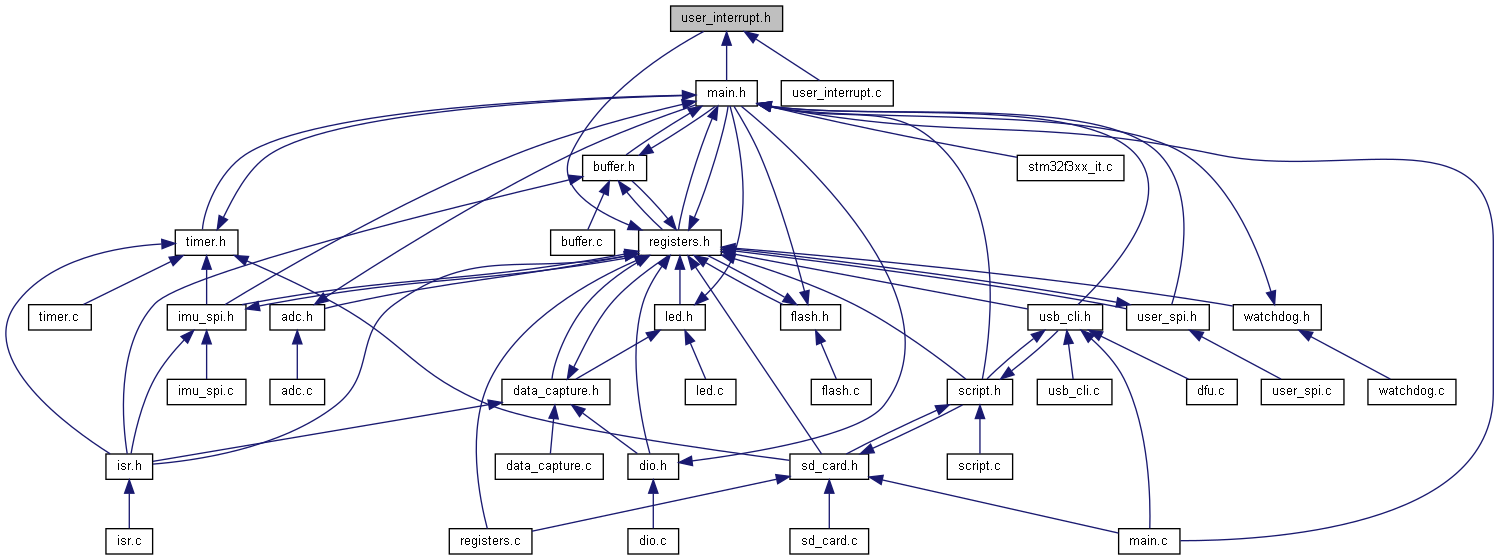 user_interrupt.h
main.h
user_interrupt.c
buffer.h
stm32f3xx_it.c
timer.h
buffer.c
registers.h
timer.c
imu_spi.h
adc.h
led.h
flash.h
usb_cli.h
user_spi.h
watchdog.h
imu_spi.c
adc.c
data_capture.h
led.c
flash.c
script.h
usb_cli.c
dfu.c
user_spi.c
watchdog.c
isr.h
data_capture.c
dio.h
sd_card.h
script.c
isr.c
registers.c
dio.c
sd_card.c
main.c